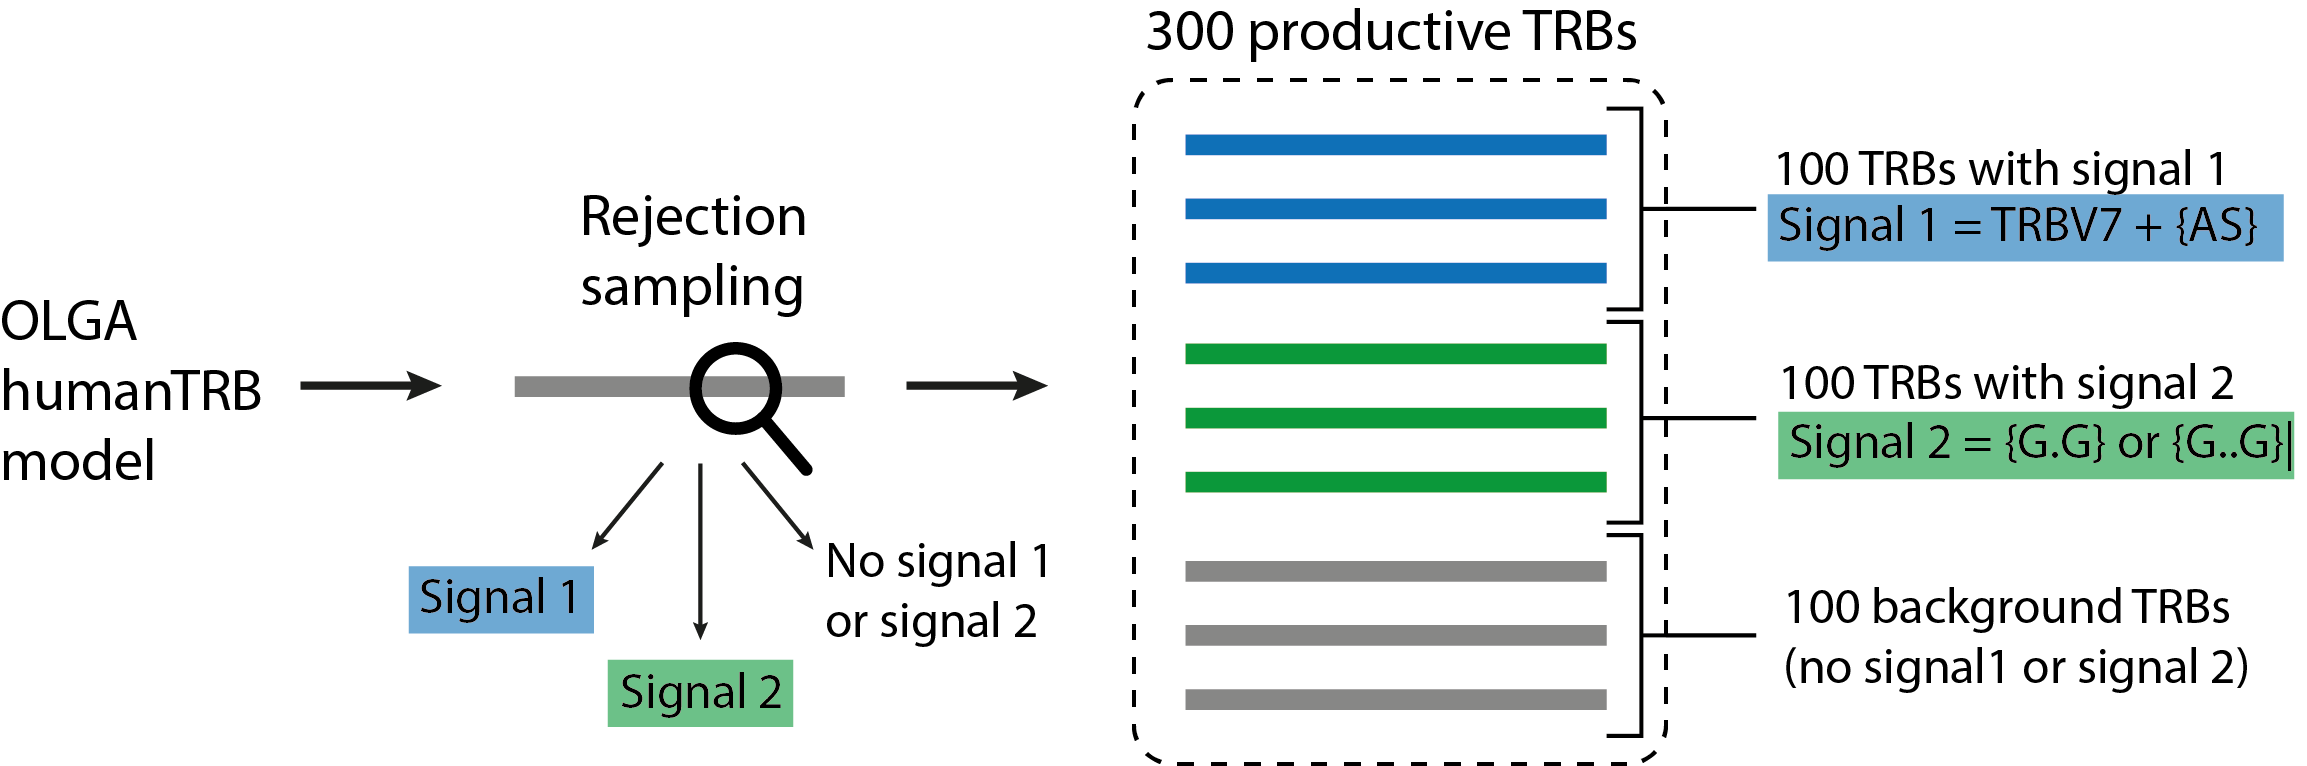 OLGA
humanTRB
model
Rejection
sampling
Signal 1
Signal 2
No signal 1
or signal 2
300 productive TRBs
100 TRBs with signal 1
Signal 1 = TRBV7 + {AS}
100 TRBs with signal 2
Signal 2 = {G.G} or {G..G}|
100 background TRBs
(no signal1 or signal 2)